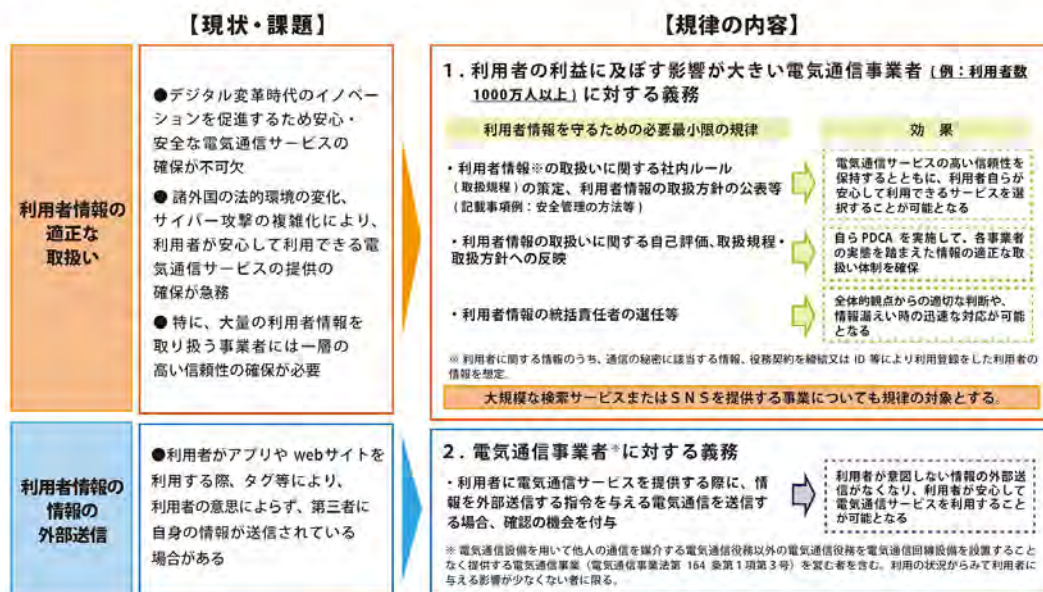 【現状・課題】
【規律の内容】
利用者情報の
適正な
取扱い
●デジタル変革時代のイノベー
ションを促進するため安心・
安全な電気通信サービスの
確保が不可欠
● 諸外国の法的環境の変化、
サイバー攻撃の複雑化により、
利用者が安心して利用できる電
気通信サービスの提供の
確保が急務
● 特に、大量の利用者情報を
取り扱う事業者には一層の
高い信頼性の確保が必要
1．利用者の利益に及ぼす影響が大きい電気通信事業者（例：利用者数
1000万人以上）に対する義務
利用者情報を守るための必要最小限の規律
効　果
・利用者情報※の取扱いに関する社内ルール
（取扱規程）の策定、利用者情報の取扱方針の公表等
（記載事項例：安全管理の方法等）
電気通信サービスの高い信頼性を
保持するとともに、利用者自らが
安心して利用できるサービスを選
択することが可能となる
・利用者情報の取扱いに関する自己評価、取扱規程・
取扱方針への反映
自ら PDCA を実施して、各事業者
の実態を踏まえた情報の適正な取
扱い体制を確保
・利用者情報の統括責任者の選任等
全体的観点からの適切な判断や、
情報漏えい時の迅速な対応が可能
となる
※ 利用者に関する情報のうち、通信の秘密に該当する情報、役務契約を締結又は ID 等により利用登録をした利用者の
情報を想定。
大規模な検索サービスまたはＳＮＳを提供する事業についても規律の対象とする。
利用者情報の
情報の
外部送信
●利用者がアプリや webサイトを
利用する際、タグ等により、
利用者の意思によらず、第三者に
自身の情報が送信されている
場合がある
2．電気通信事業者※に対する義務
・利用者に電気通信サービスを提供する際に、情
報を外部送信する指令を与える電気通信を送信す
る場合、確認の機会を付与
利用者が意図しない情報の外部送
信がなくなり、利用者が安心して
電気通信サービスを利用すること
が可能となる
※ 電気通信設備を用いて他人の通信を媒介する電気通信役務以外の電気通信役務を電気通信回線設備を設置すること
なく提供する電気通信事業（電気通信事業法第 164 条第１項第３号）を営む者を含む。利用の状況からみて利用者に
与える影響が少なくない者に限る。